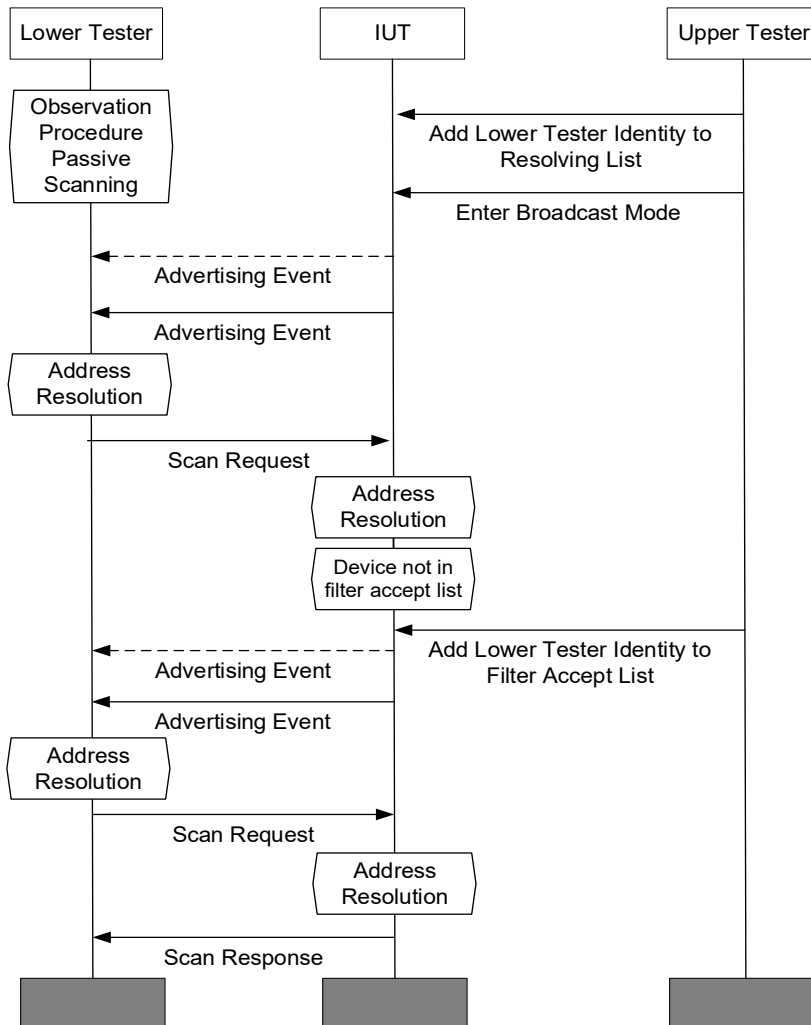 Lower Tester
IUT
Upper Tester
Observation
Procedure
Passive
Scanning
Add Lower Tester Identity to
Resolving List
Enter Broadcast Mode
Advertising Event
Advertising Event
Address
Resolution
Scan Request
Address
Resolution
Device not in
filter accept list
Add Lower Tester Identity to
Filter Accept List
Advertising Event
Advertising Event
Address
Resolution
Scan Request
Address
Resolution
Scan Response